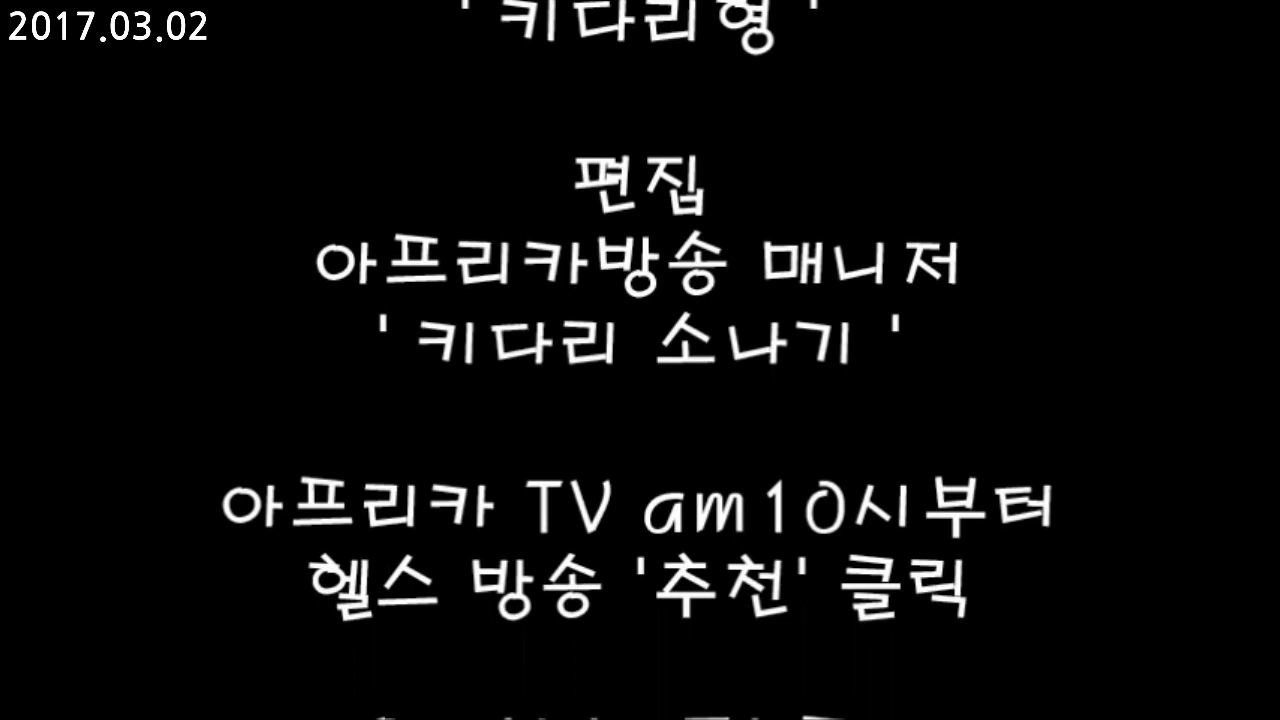 2017.03.02
' 키다리형 '
편집
아프리카방송 매니저
' 키다리 소나기 '
아프리카 TV am10시부터
헬스 방송 '추천' 클릭